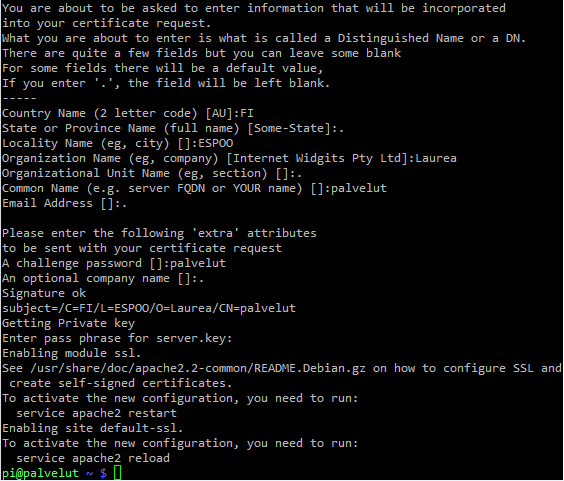 You are about to be asked to enter information that will be incorporated
into your certificate request.
What you are about to enter is what is called a Distinguished Name or a DN.
There are quite a few fields but you can leave some blank
For some fields there will be a default value,
If you enter '.', the field will be left blank.
-----
Country Name (2 letter code) [AU]:FI
State or Province Name (full name) [Some-State]:.
Locality Name (eg, city) []:ESPOO
Organization Name (eg, company) [Internet Widgits Pty Ltd]:Laurea
Organizational Unit Name (eg, section) []:.
Common Name (e.g. server FQDN or YOUR name) []:palvelut
Email Address []:.

Please enter the following 'extra' attributes
to be sent with your certificate request
A challenge password []:palvelut
An optional company name []:.
Signature ok
subject=/C=FI/L=ESPOO/O=Laurea/CN=palvelut
Getting Private key
Enter pass phrase for server.key:
Enabling module ssl.
See /usr/share/doc/apache2.2-common/README.Debian.gz on how to configure SSL and
 create self-signed certificates.
To activate the new configuration, you need to run:
  service apache2 restart
Enabling site default-ssl.
To activate the new configuration, you need to run:
  service apache2 reload
pi@palvelut ~ $